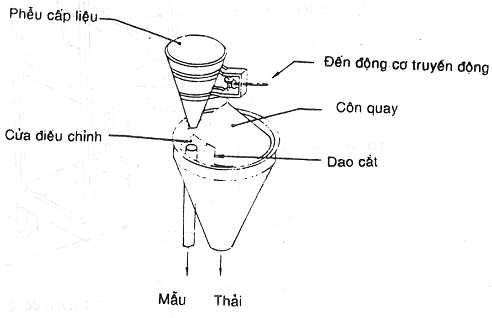 Phễu cấp liệu
Đến động cơ truyền động
Côn quay
Cửa điều chỉnh
Dao cắt
Mẫu
Thải